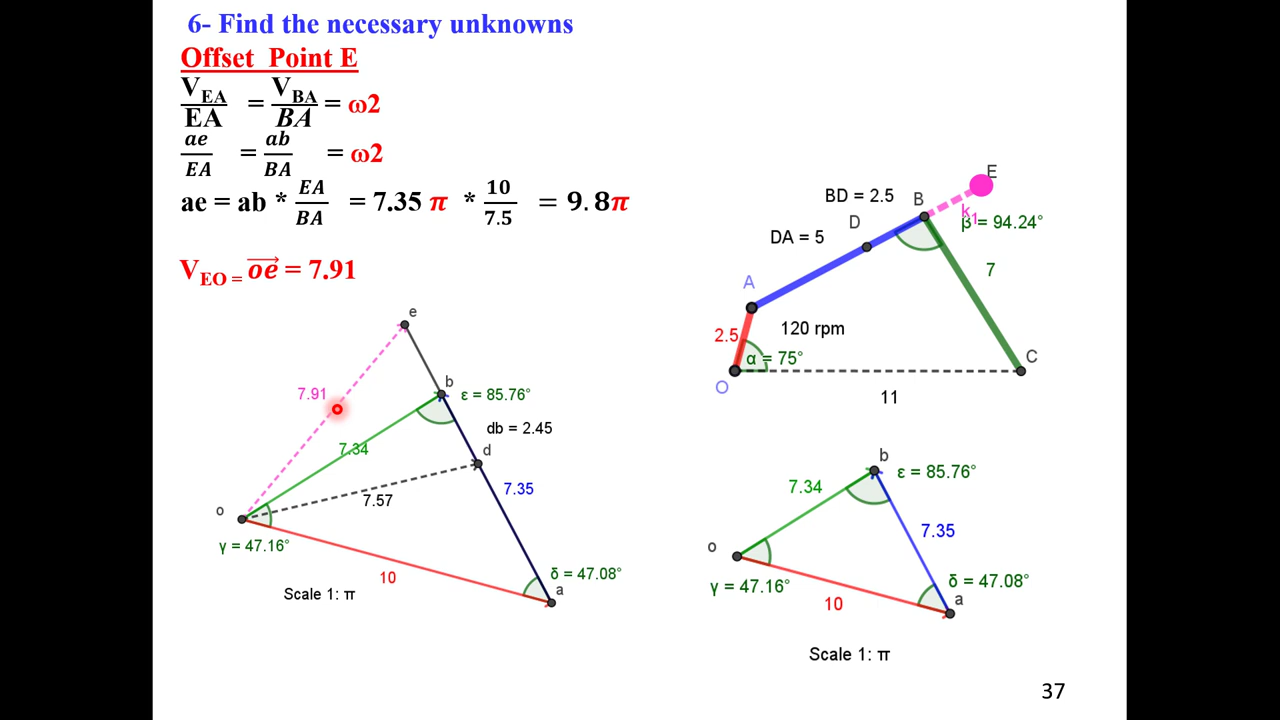 6- Find the necessary unknowns
Offset Point E
V_EA/EA = V_BA/BA = ω2
ae/EA = ab/BA = ω2
ae = ab * EA/BA = 7.35 π * 10/7.5 = 9.8π
V_EO = oe→ = 7.91
E
BD = 2.5
B
k₁
β = 94.24°
D
DA = 5
7
A
2.5
120 rpm
α = 75°
O
C
11
e
7.91
b
ε = 85.76°
db = 2.45
7.34
d
7.57
7.35
o
γ = 47.16°
10
δ = 47.08°
a
Scale 1: π
b
ε = 85.76°
7.34
7.35
o
γ = 47.16°
10
δ = 47.08°
a
Scale 1: π
37